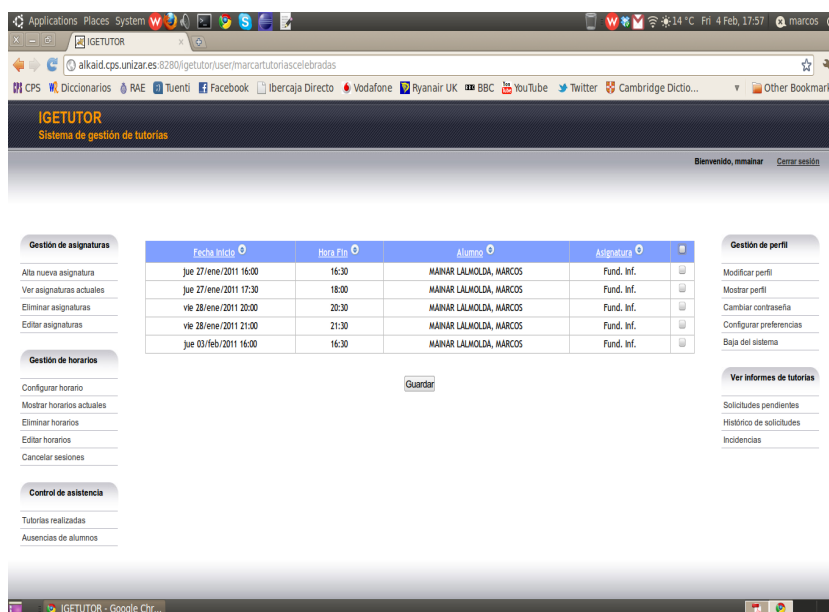 Applications Places System 14 °C Fri 4 Feb, 17:57 marcos
IGETUTOR
alkaid.cps.unizar.es:8280/igetutor/user/marcartutoriascelebradas
CPS Diccionarios RAE Tuenti Facebook Ibercaja Directo Vodafone Ryanair UK BBC YouTube Twitter Cambridge Dictio... Other Bookmark
IGETUTOR
Sistema de gestión de tutorías
Bienvenido, mmainar Cerrar sesión
Gestión de asignaturas
Alta nueva asignatura
Ver asignaturas actuales
Eliminar asignaturas
Editar asignaturas
Gestión de horarios
Configurar horario
Mostrar horarios actuales
Eliminar horarios
Editar horarios
Cancelar sesiones
Control de asistencia
Tutorías realizadas
Ausencias de alumnos
Fecha Inicio Hora Fin Alumno Asignatura
jue 27/ene/2011 16:00 16:30 MAINAR LALMOLDA, MARCOS Fund. Inf.
jue 27/ene/2011 17:30 18:00 MAINAR LALMOLDA, MARCOS Fund. Inf.
vie 28/ene/2011 20:00 20:30 MAINAR LALMOLDA, MARCOS Fund. Inf.
vie 28/ene/2011 21:00 21:30 MAINAR LALMOLDA, MARCOS Fund. Inf.
jue 03/feb/2011 16:00 16:30 MAINAR LALMOLDA, MARCOS Fund. Inf.
Guardar
Gestión de perfil
Modificar perfil
Mostrar perfil
Cambiar contraseña
Configurar preferencias
Baja del sistema
Ver informes de tutorías
Solicitudes pendientes
Histórico de solicitudes
Incidencias
IGETUTOR - Google Chr...